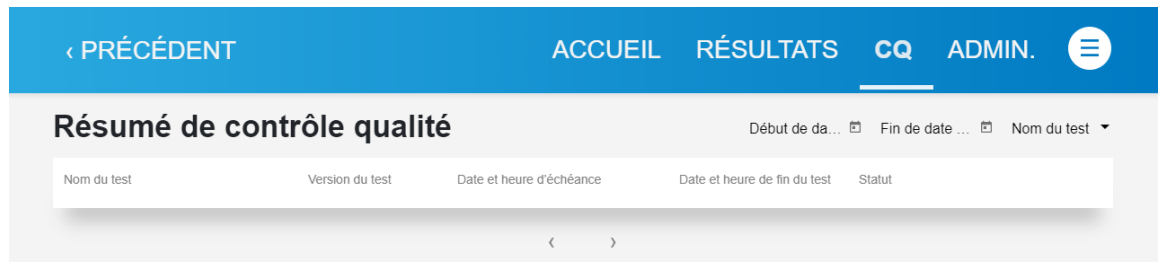 ‹ PRÉCÉDENT ACCUEIL RÉSULTATS CQ ADMIN.
Résumé de contrôle qualité Début de da... Fin de date ... Nom du test
Nom du test Version du test Date et heure d'échéance Date et heure de fin du test Statut
‹ ›